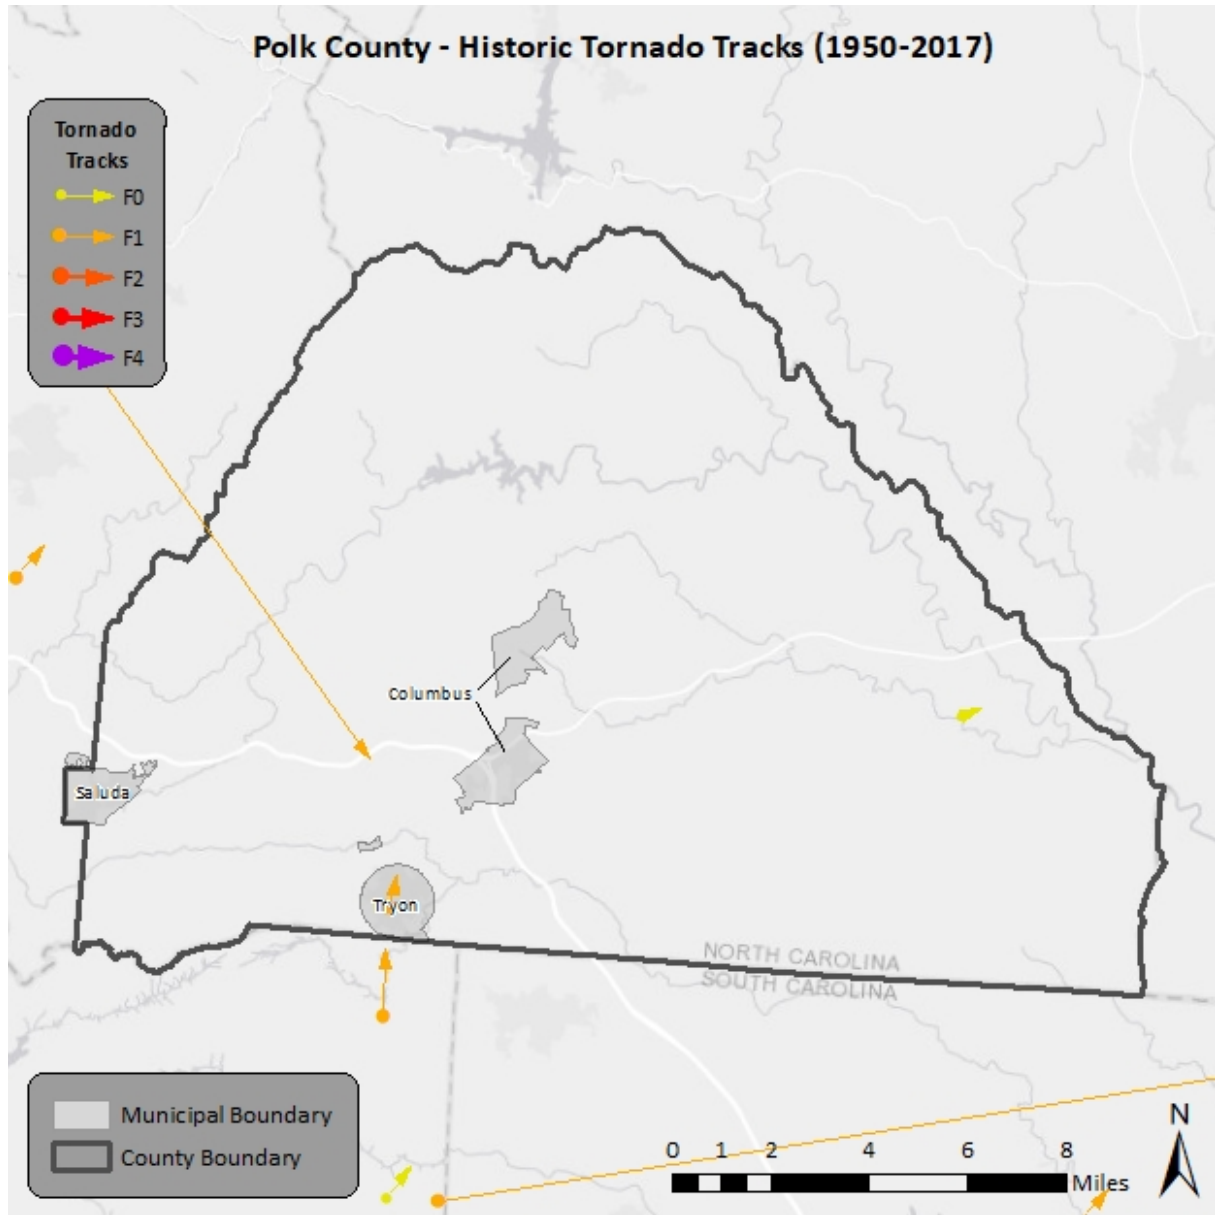 Polk County - Historic Tornado Tracks (1950-2017)
Tornado
Tracks
F0
F1
F2
F3
F4
Columbus
Saluda
Tryon
NORTH CAROLINA
SOUTH CAROLINA
Municipal Boundary
County Boundary
0 1 2 4 6 8
Miles
N